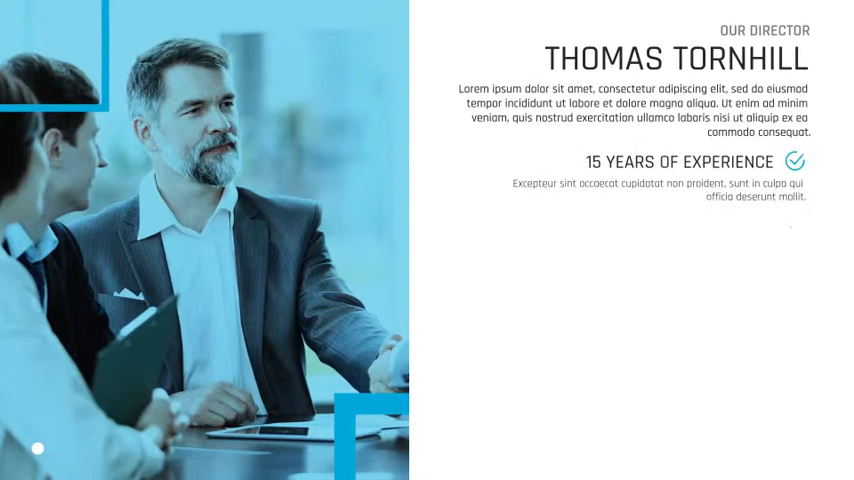 OUR DIRECTOR
THOMAS TORNHILL
Lorem ipsum dolor sit amet, consectetur adipiscing elit, sed do eiusmod
tempor incididunt ut labore et dolore magna aliqua. Ut enim ad minim
veniam, quis nostrud exercitation ullamco laboris nisi ut aliquip ex ea
commodo consequat.
15 YEARS OF EXPERIENCE
Excepteur sint occaecat cupidatat non proident, sunt in culpa qui
officia deserunt mollit.